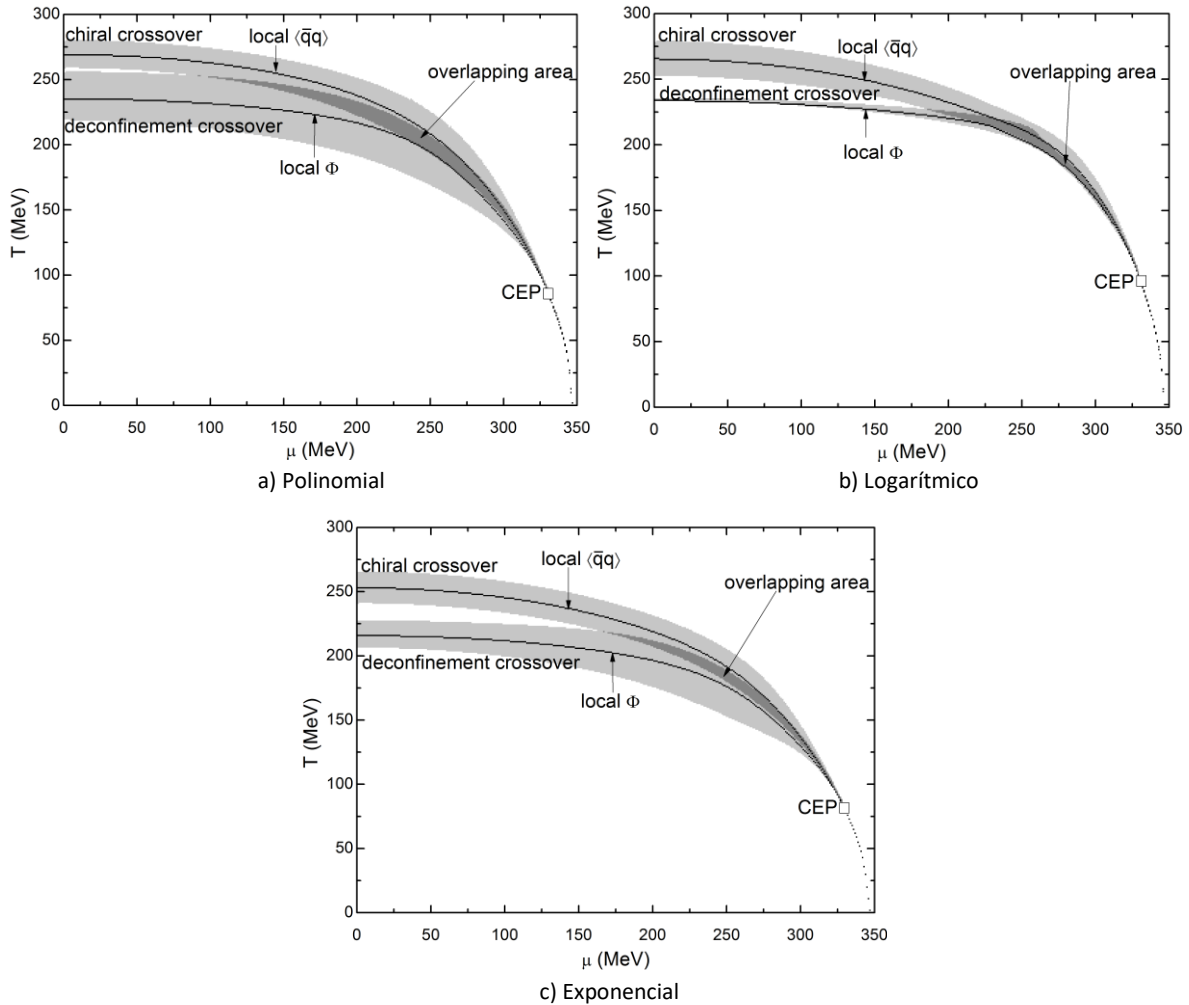 300
250
200
150
100
50
0
T (MeV)
chiral crossover
local ⟨q̄q⟩
overlapping area
deconfinement crossover
local Φ
CEP
0 50 100 150 200 250 300 350
μ (MeV)
a) Polinomial
300
250
200
150
100
50
0
T (MeV)
chiral crossover
local ⟨q̄q⟩
overlapping area
deconfinement crossover
local Φ
CEP
0 50 100 150 200 250 300 350
μ (MeV)
b) Logarítmico
300
250
200
150
100
50
0
T (MeV)
chiral crossover
local ⟨q̄q⟩
overlapping area
deconfinement crossover
local Φ
CEP
0 50 100 150 200 250 300 350
μ (MeV)
c) Exponencial